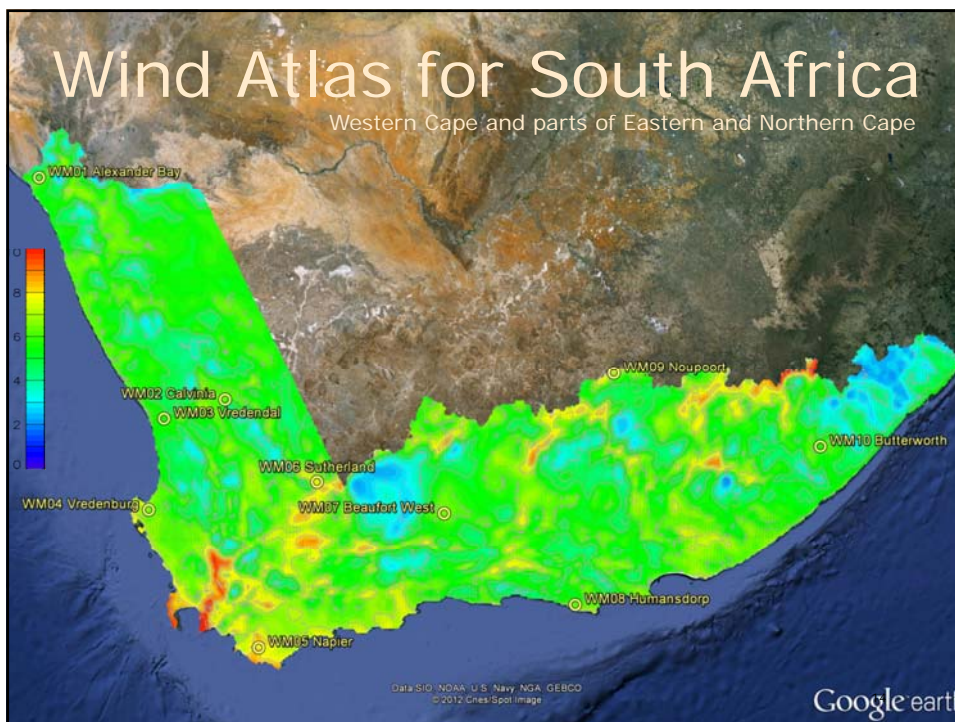 Wind Atlas for South Africa
Western Cape and parts of Eastern and Northern Cape
WM01 Alexander Bay
0
8
6
4
2
0
WM09 Noupoort
WM02 Calvinia
WM03 Vredendal
WM10 Butterworth
WM06 Sutherland
WM04 Vredenburg
WM07 Beaufort West
WM08 Humansdorp
WM05 Napier
Data SIO, NOAA, U.S. Navy, NGA, GEBCO
© 2012 Cnes/Spot Image
Google earth